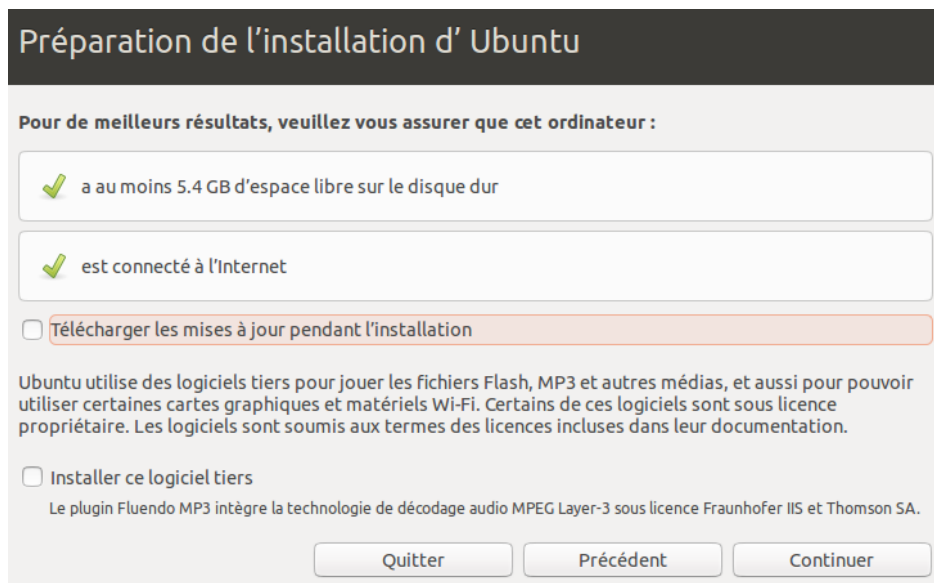 Préparation de l'installation d' Ubuntu
Pour de meilleurs résultats, veuillez vous assurer que cet ordinateur :
a au moins 5.4 GB d'espace libre sur le disque dur
est connecté à l'Internet
Télécharger les mises à jour pendant l'installation
Ubuntu utilise des logiciels tiers pour jouer les fichiers Flash, MP3 et autres médias, et aussi pour pouvoir
utiliser certaines cartes graphiques et matériels Wi-Fi. Certains de ces logiciels sont sous licence
propriétaire. Les logiciels sont soumis aux termes des licences incluses dans leur documentation.
Installer ce logiciel tiers
Le plugin Fluendo MP3 intègre la technologie de décodage audio MPEG Layer-3 sous licence Fraunhofer IIS et Thomson SA.
Quitter
Précédent
Continuer